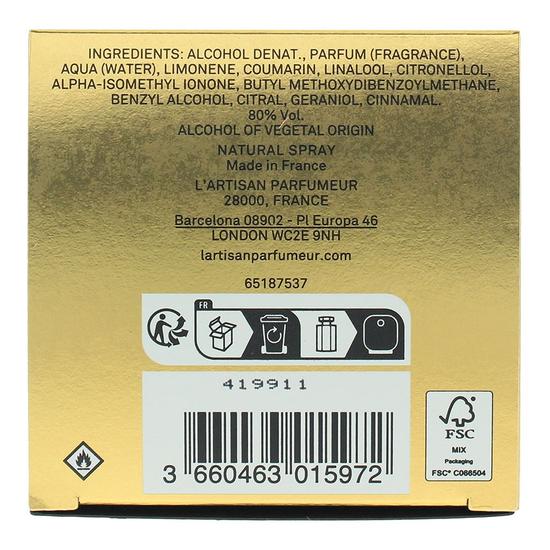 INGREDIENTS: ALCOHOL DENAT., PARFUM (FRAGRANCE),
AQUA (WATER), LIMONENE, COUMARIN, LINALOOL, CITRONELLOL,
ALPHA-ISOMETHYL IONONE, BUTYL METHOXYDIBENZOYLMETHANE,
BENZYL ALCOHOL, CITRAL, GERANIOL, CINNAMAL.
80% Vol.
ALCOHOL OF VEGETAL ORIGIN
NATURAL SPRAY
Made in France
L'ARTISAN PARFUMEUR
28000, FRANCE
Barcelona 08902 - Pl Europa 46
LONDON WC2E 9NH
lartisanparfumeur.com
65187537
FR
419911
3 660463 015972
FSC
MIX
Packaging
FSC® C066504